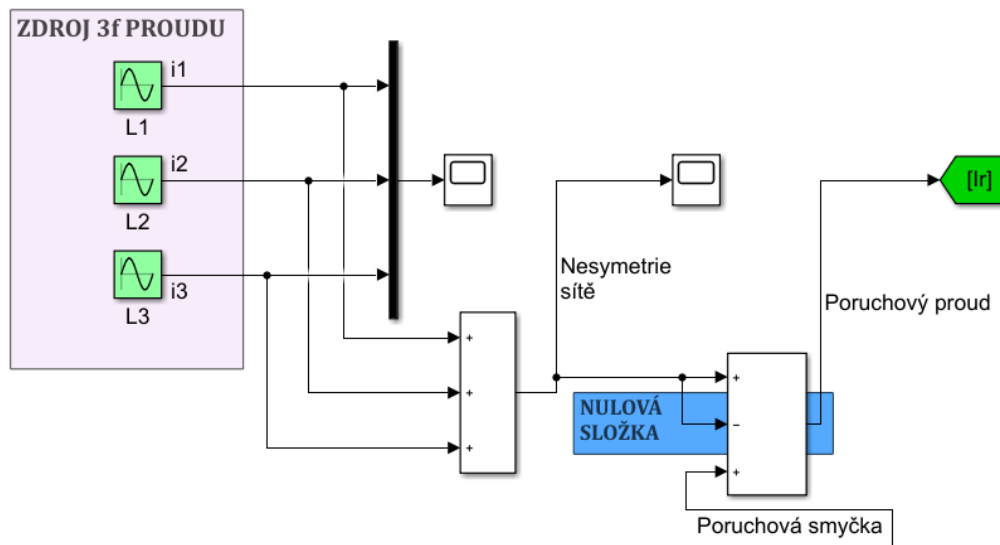 ZDROJ 3f PROUDU
i1
L1
i2
L2
i3
L3
+
+
+
Nesymetrie
sítě
NULOVÁ
SLOŽKA
+
−
+
Poruchová smyčka
Poruchový proud
[Ir]